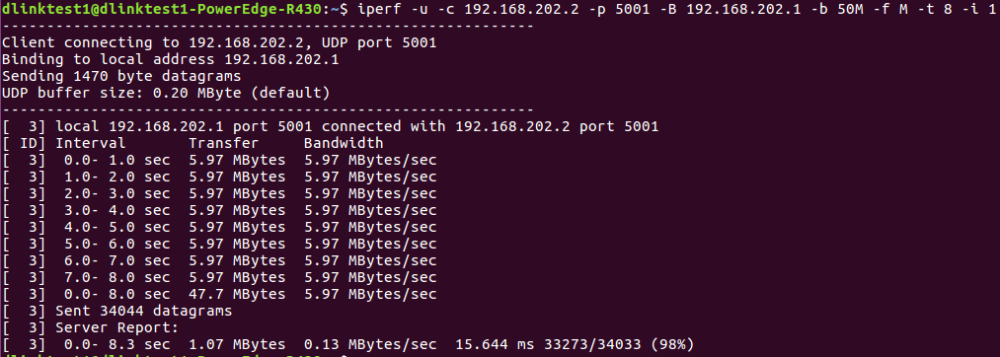 dlinktest1@dlinktest1-PowerEdge-R430:~$ iperf -u -c 192.168.202.2 -p 5001 -B 192.168.202.1 -b 50M -f M -t 8 -i 1
------------------------------------------------------------
Client connecting to 192.168.202.2, UDP port 5001
Binding to local address 192.168.202.1
Sending 1470 byte datagrams
UDP buffer size: 0.20 MByte (default)
------------------------------------------------------------
[  3] local 192.168.202.1 port 5001 connected with 192.168.202.2 port 5001
[ ID] Interval       Transfer     Bandwidth
[  3]  0.0- 1.0 sec  5.97 MBytes  5.97 MBytes/sec
[  3]  1.0- 2.0 sec  5.97 MBytes  5.97 MBytes/sec
[  3]  2.0- 3.0 sec  5.97 MBytes  5.97 MBytes/sec
[  3]  3.0- 4.0 sec  5.97 MBytes  5.97 MBytes/sec
[  3]  4.0- 5.0 sec  5.97 MBytes  5.97 MBytes/sec
[  3]  5.0- 6.0 sec  5.97 MBytes  5.97 MBytes/sec
[  3]  6.0- 7.0 sec  5.97 MBytes  5.97 MBytes/sec
[  3]  7.0- 8.0 sec  5.97 MBytes  5.97 MBytes/sec
[  3]  0.0- 8.0 sec  47.7 MBytes  5.97 MBytes/sec
[  3] Sent 34044 datagrams
[  3] Server Report:
[  3]  0.0- 8.3 sec  1.07 MBytes  0.13 MBytes/sec  15.644 ms 33273/34033 (98%)